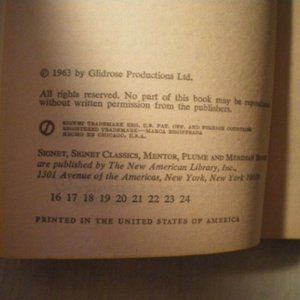 © 1963 by Glidrose Productions Ltd.
All rights reserved. No part of this book may be reproduced
without written permission from the publishers.
SIGNET TRADEMARK REG. U.S. PAT. OFF. AND FOREIGN COUNTRIES
REGISTERED TRADEMARK—MARCA REGISTRADA
HECHO EN CHICAGO, U.S.A.
SIGNET, SIGNET CLASSICS, MENTOR, PLUME AND MERIDIAN
are published by The New American Library, Inc.,
1301 Avenue of the Americas, New York, New York
16 17 18 19 20 21 22 23 24
PRINTED IN THE UNITED STATES OF AMERICA